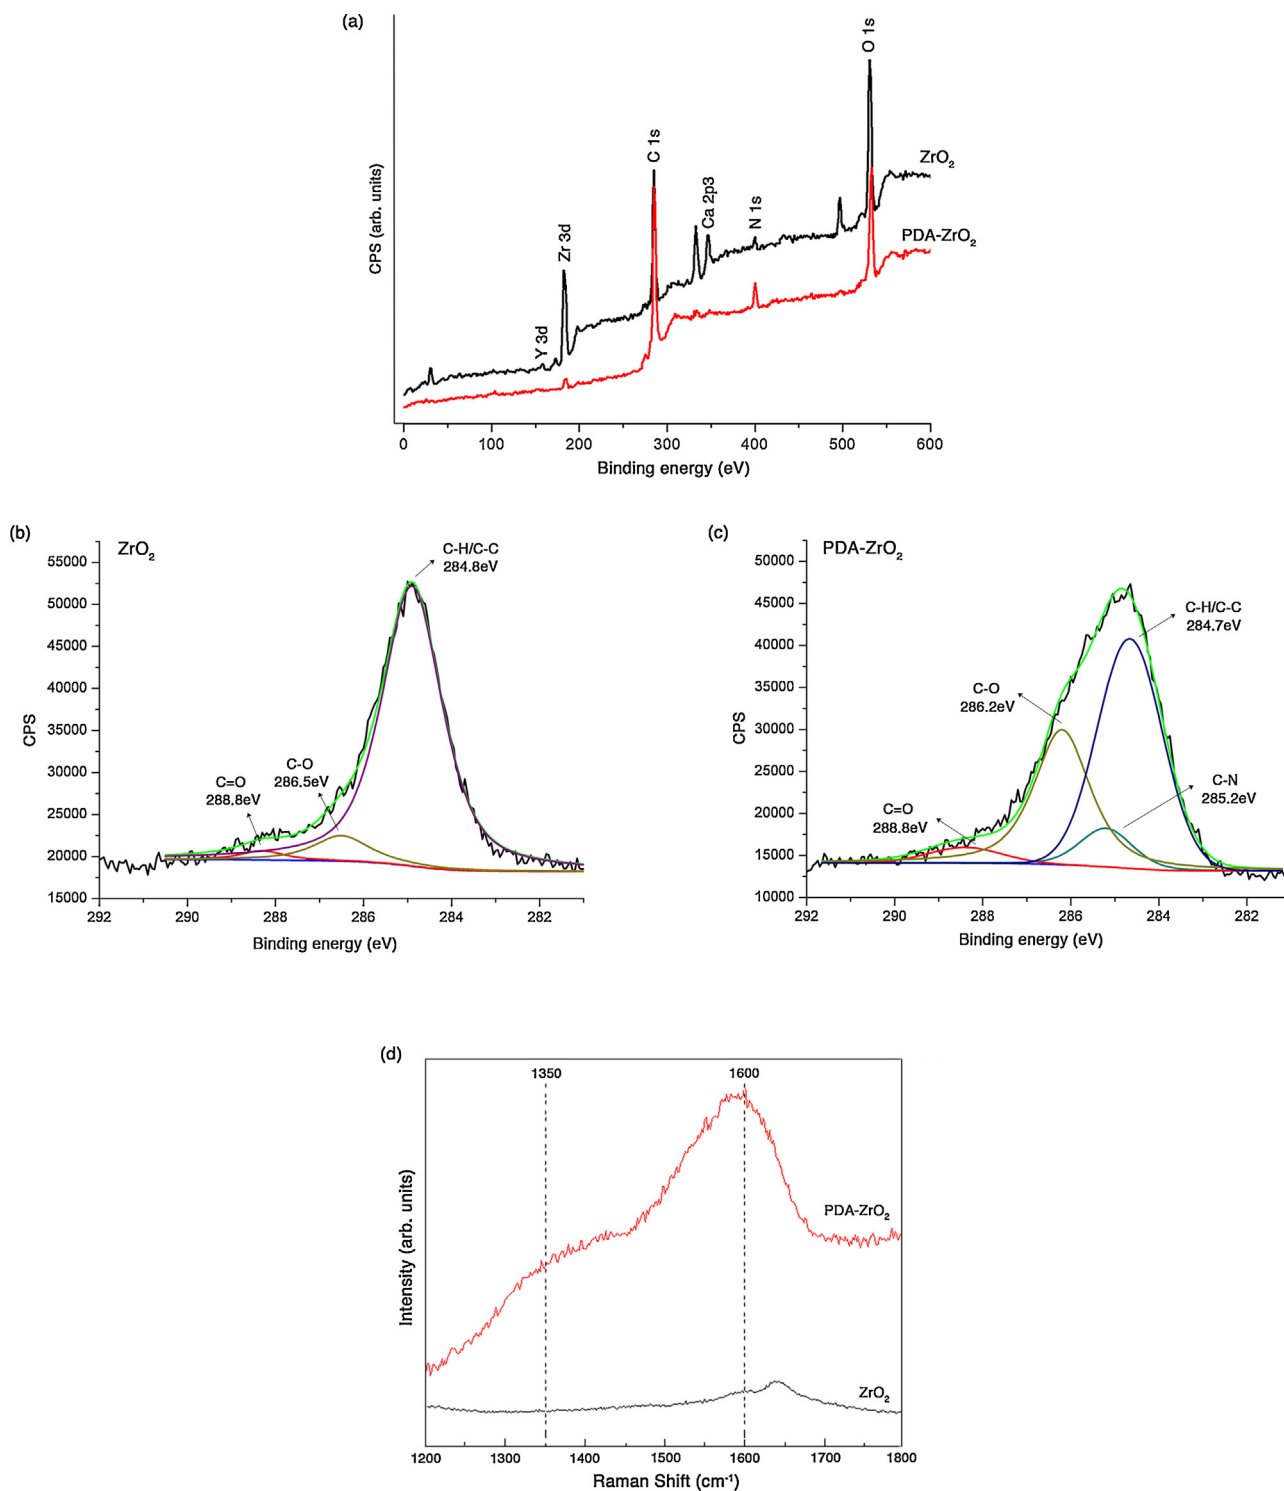 (a)
CPS (arb. units)
Y 3d
Zr 3d
C 1s
Ca 2p3
N 1s
O 1s
ZrO₂
PDA-ZrO₂
0 100 200 300 400 500 600
Binding energy (eV)
(b)
ZrO₂
C-H/C-C
284.8eV
C-O
286.5eV
C=O
288.8eV
CPS
55000
50000
45000
40000
35000
30000
25000
20000
15000
292 290 288 286 284 282
Binding energy (eV)
(c)
PDA-ZrO₂
C-H/C-C
284.7eV
C-O
286.2eV
C-N
285.2eV
C=O
288.8eV
CPS
50000
45000
40000
35000
30000
25000
20000
15000
10000
292 290 288 286 284 282
Binding energy (eV)
(d)
1350 1600
PDA-ZrO₂
ZrO₂
Intensity (arb. units)
1200 1300 1400 1500 1600 1700 1800
Raman Shift (cm⁻¹)